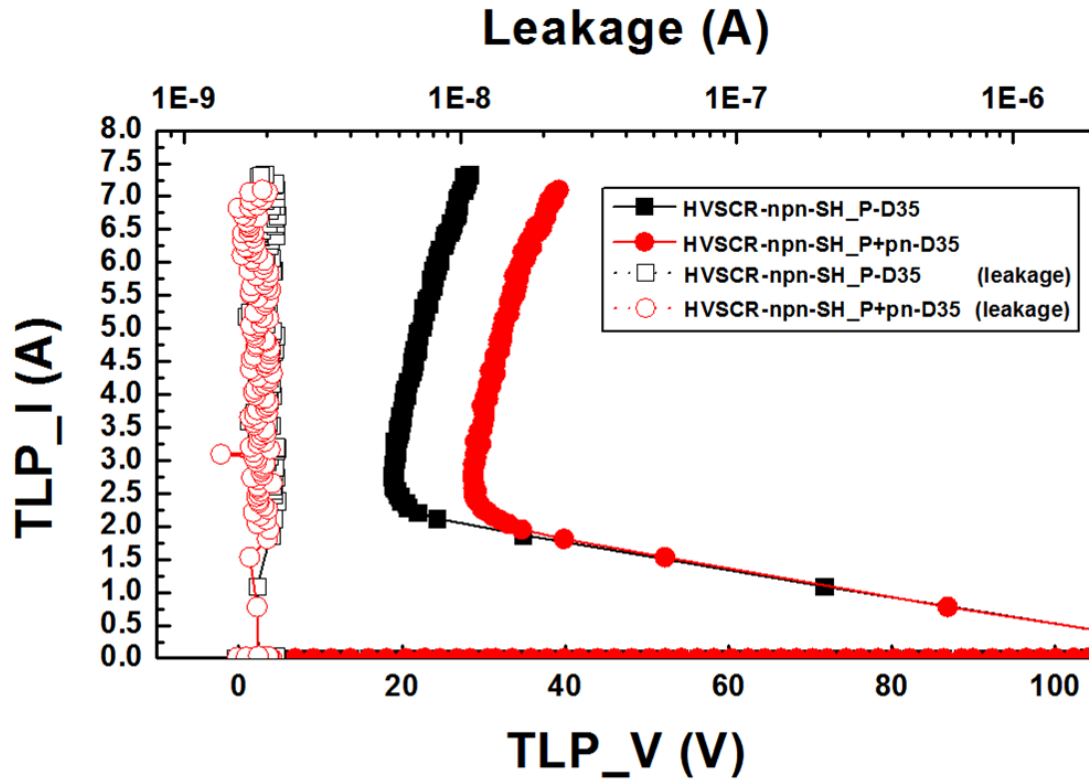 Leakage (A)
1E-9 1E-8 1E-7 1E-6
8.0
7.5
7.0
6.5
6.0
5.5
5.0
4.5
4.0
3.5
3.0
2.5
2.0
1.5
1.0
0.5
0.0
TLP_I (A)
HVSCR-npn-SH_P-D35
HVSCR-npn-SH_P+pn-D35
HVSCR-npn-SH_P-D35 (leakage)
HVSCR-npn-SH_P+pn-D35 (leakage)
0 20 40 60 80 100
TLP_V (V)